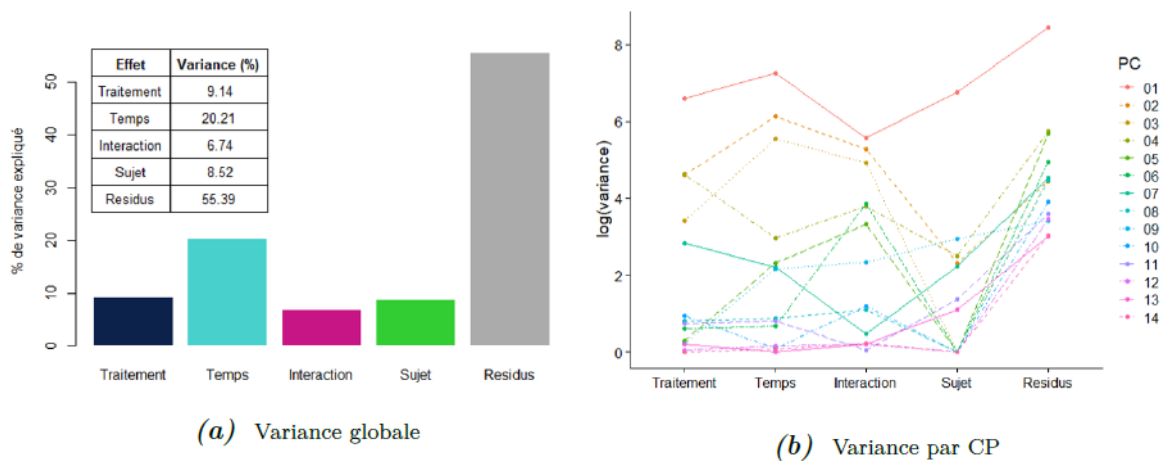 % de variance expliqué
50
40
30
20
10
0
Effet Variance (%)
Traitement 9.14
Temps 20.21
Interaction 6.74
Sujet 8.52
Residus 55.39
Traitement Temps Interaction Sujet Residus
(a) Variance globale
log(variance)
8
6
4
2
0
Traitement Temps Interaction Sujet Residus
PC
01
02
03
04
05
06
07
08
09
10
11
12
13
14
(b) Variance par CP